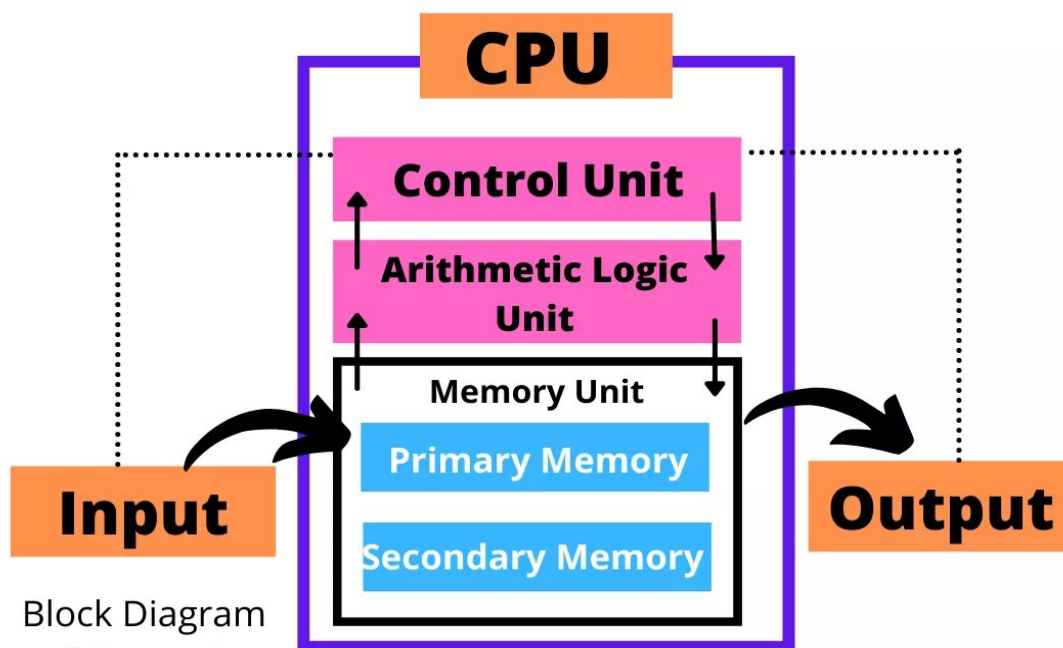 CPU
Control Unit
Arithmetic Logic
Unit
Memory Unit
Primary Memory
Secondary Memory
Input
Output
Block Diagram